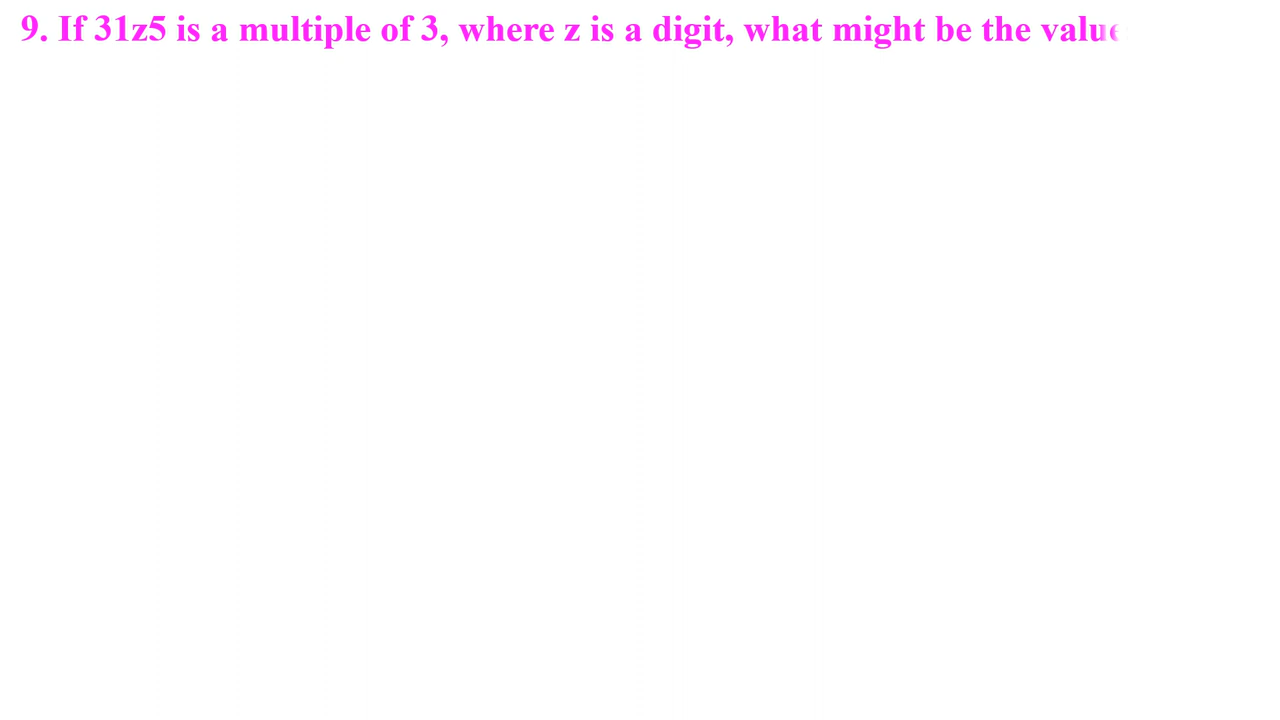 9. If 31z5 is a multiple of 3, where z is a digit, what might be the value